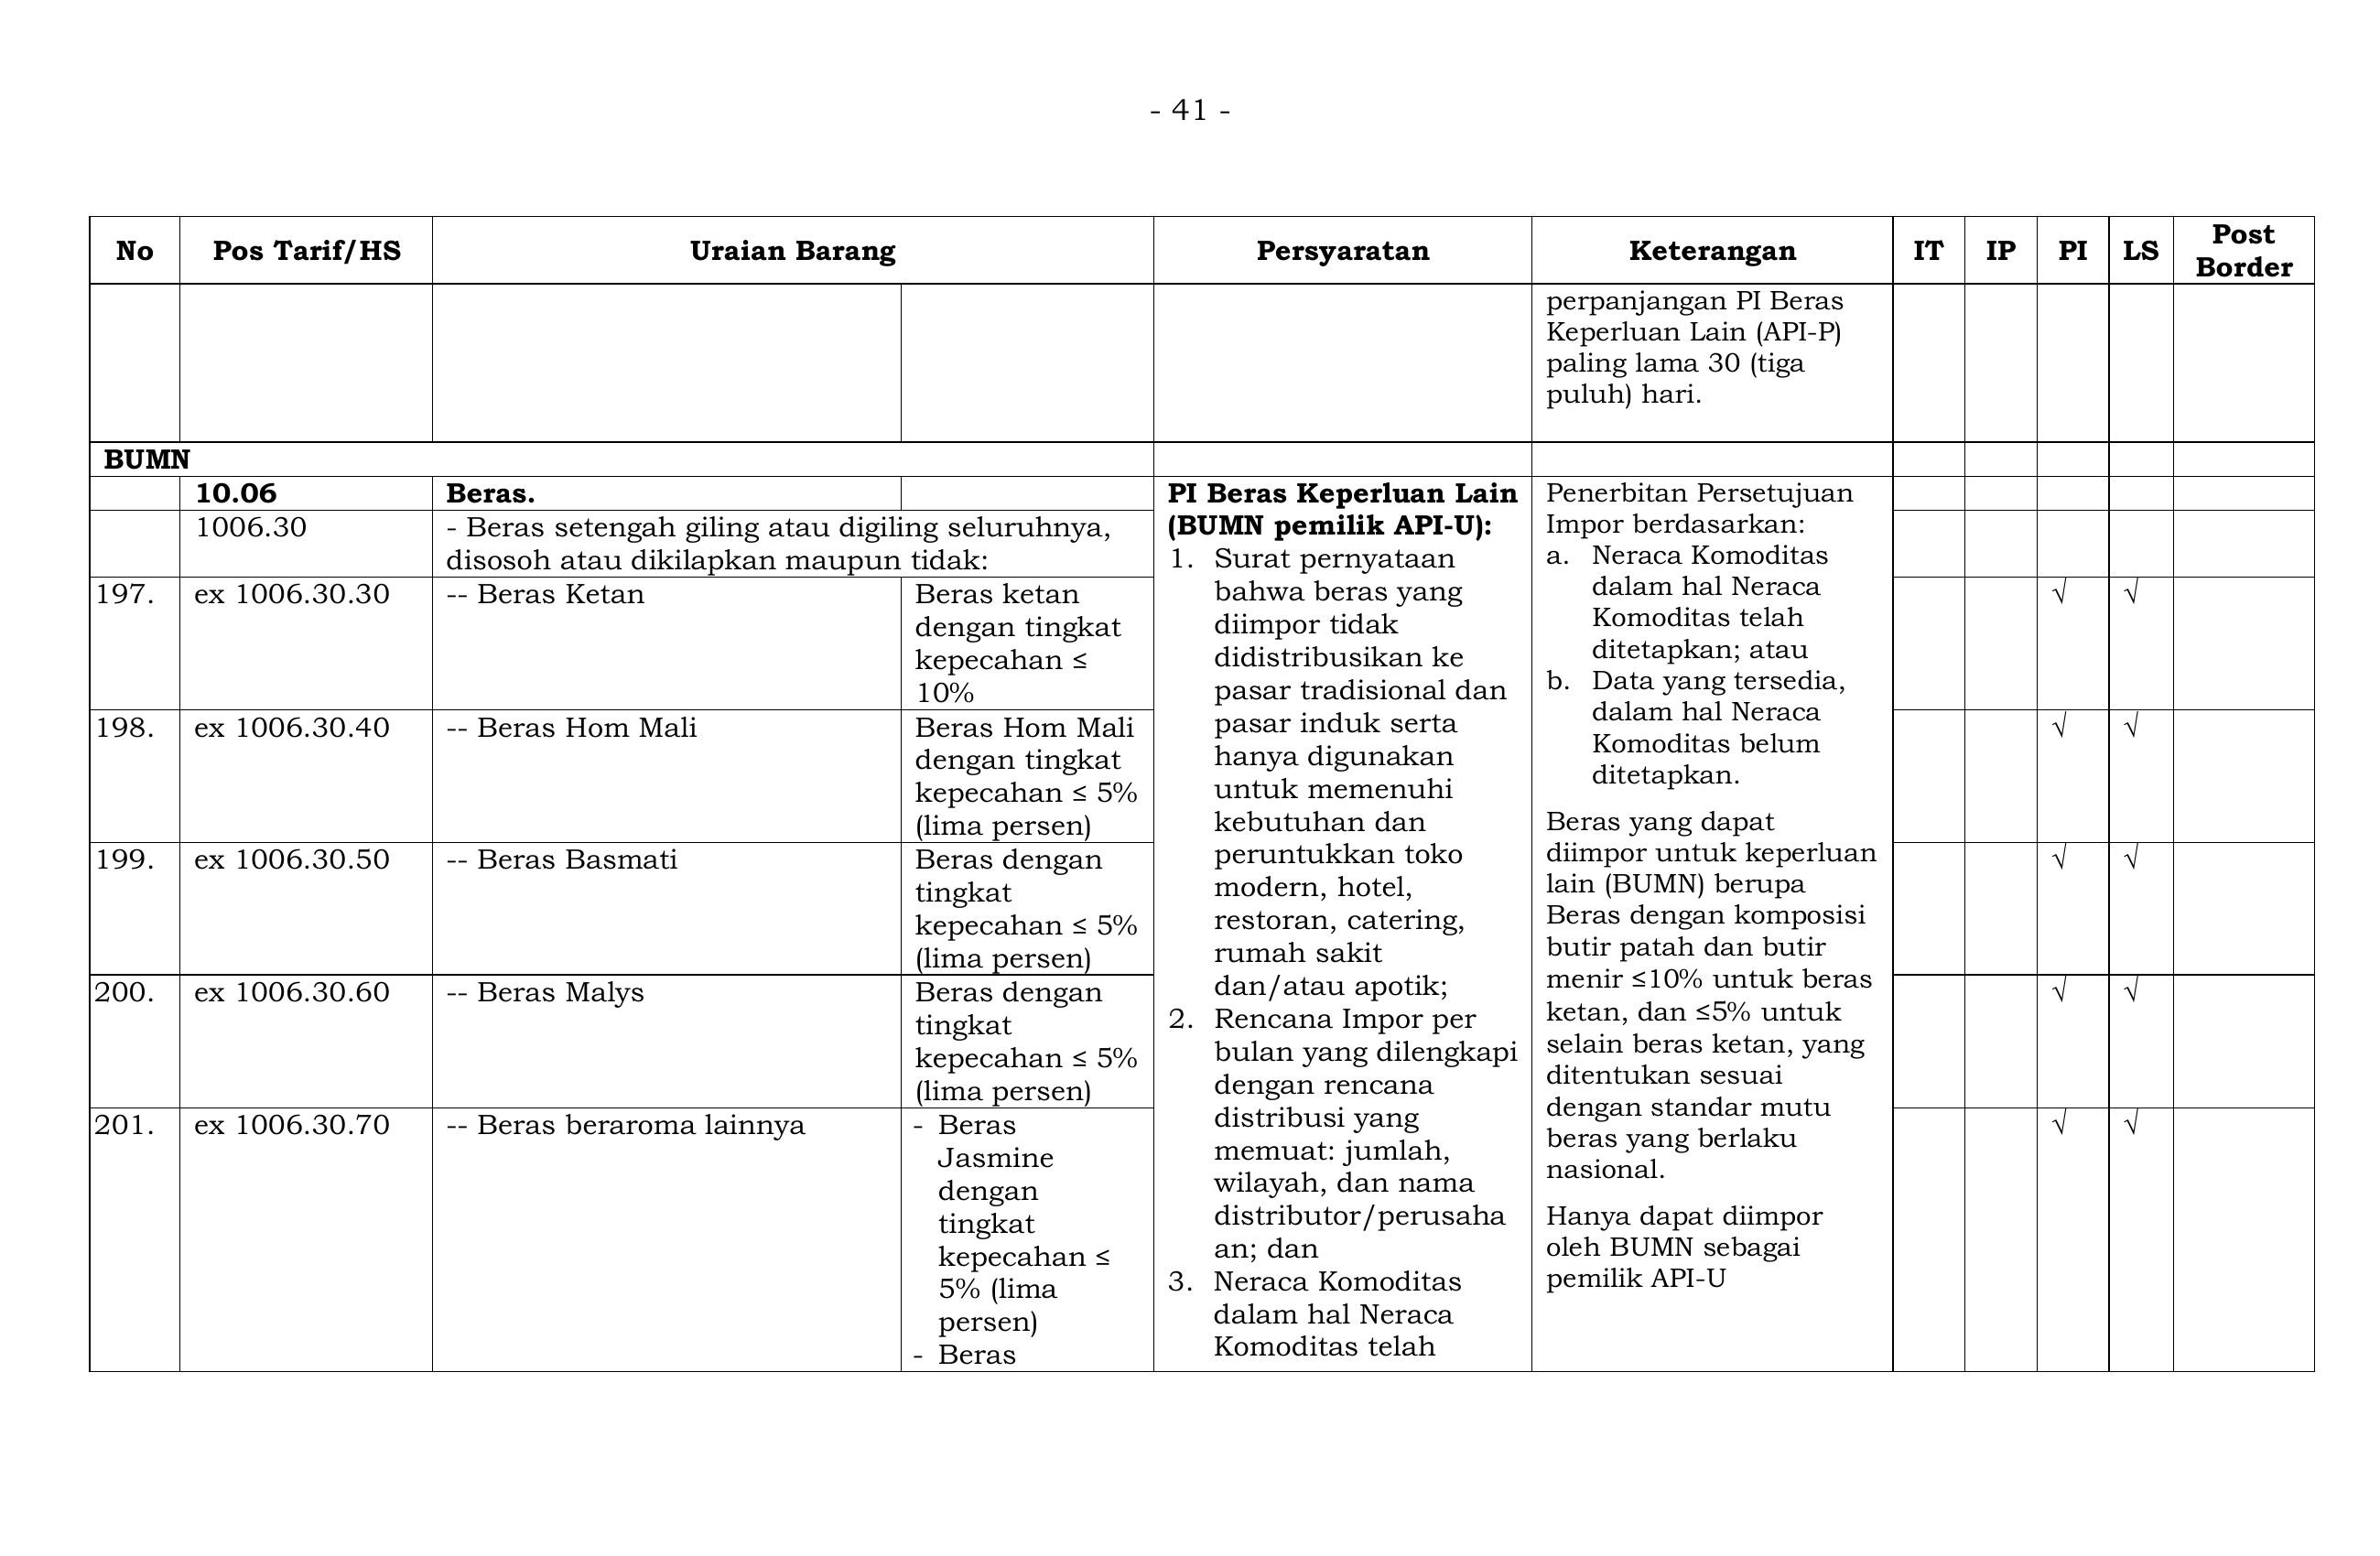 - 41 -
No
Pos Tarif/HS
Uraian Barang
Persyaratan
Keterangan
IT
IP
PI
LS
Post
Border
perpanjangan PI Beras
Keperluan Lain (API-P)
paling lama 30 (tiga
puluh) hari.
BUMN
10.06
Beras.
1006.30
- Beras setengah giling atau digiling seluruhnya,
disosoh atau dikilapkan maupun tidak:
197.
ex 1006.30.30
-- Beras Ketan
Beras ketan
dengan tingkat
kepecahan ≤
10%
√
√
198.
ex 1006.30.40
-- Beras Hom Mali
Beras Hom Mali
dengan tingkat
kepecahan ≤ 5%
(lima persen)
√
√
199.
ex 1006.30.50
-- Beras Basmati
Beras dengan
tingkat
kepecahan ≤ 5%
(lima persen)
√
√
200.
ex 1006.30.60
-- Beras Malys
Beras dengan
tingkat
kepecahan ≤ 5%
(lima persen)
√
√
201.
ex 1006.30.70
-- Beras beraroma lainnya
- Beras
Jasmine
dengan
tingkat
kepecahan ≤
5% (lima
persen)
- Beras
√
√
PI Beras Keperluan Lain
(BUMN pemilik API-U):
1. Surat pernyataan
bahwa beras yang
diimpor tidak
didistribusikan ke
pasar tradisional dan
pasar induk serta
hanya digunakan
untuk memenuhi
kebutuhan dan
peruntukkan toko
modern, hotel,
restoran, catering,
rumah sakit
dan/atau apotik;
2. Rencana Impor per
bulan yang dilengkapi
dengan rencana
distribusi yang
memuat: jumlah,
wilayah, dan nama
distributor/perusaha
an; dan
3. Neraca Komoditas
dalam hal Neraca
Komoditas telah
Penerbitan Persetujuan
Impor berdasarkan:
a. Neraca Komoditas
dalam hal Neraca
Komoditas telah
ditetapkan; atau
b. Data yang tersedia,
dalam hal Neraca
Komoditas belum
ditetapkan.
Beras yang dapat
diimpor untuk keperluan
lain (BUMN) berupa
Beras dengan komposisi
butir patah dan butir
menir ≤10% untuk beras
ketan, dan ≤5% untuk
selain beras ketan, yang
ditentukan sesuai
dengan standar mutu
beras yang berlaku
nasional.
Hanya dapat diimpor
oleh BUMN sebagai
pemilik API-U